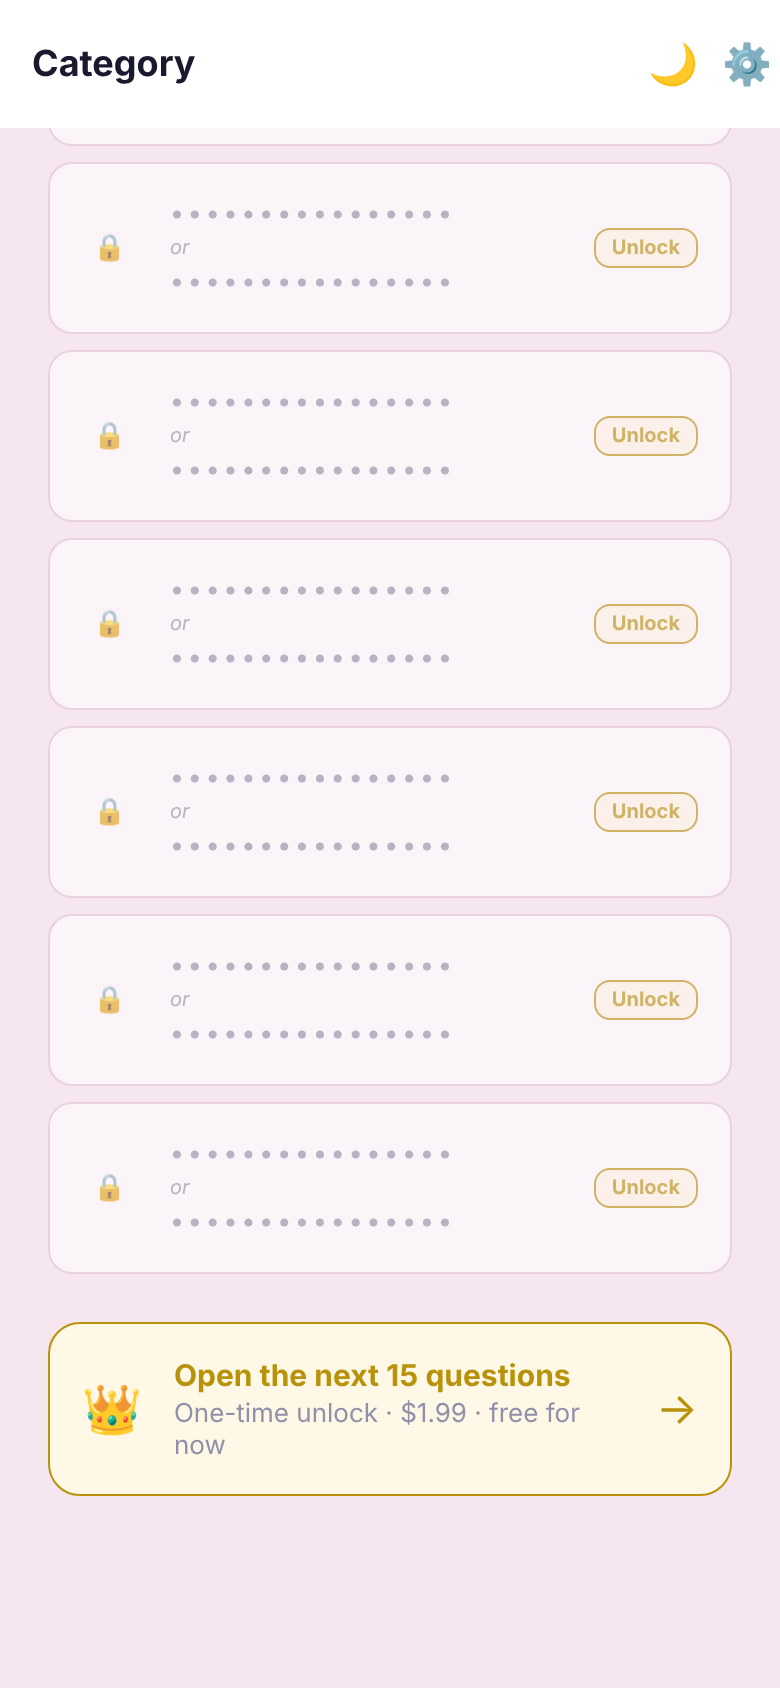 Category
• • • • • • • • • • • • • • • •
or
• • • • • • • • • • • • • • • •
Unlock
• • • • • • • • • • • • • • • •
or
• • • • • • • • • • • • • • • •
Unlock
• • • • • • • • • • • • • • • •
or
• • • • • • • • • • • • • • • •
Unlock
• • • • • • • • • • • • • • • •
or
• • • • • • • • • • • • • • • •
Unlock
• • • • • • • • • • • • • • • •
or
• • • • • • • • • • • • • • • •
Unlock
• • • • • • • • • • • • • • • •
or
• • • • • • • • • • • • • • • •
Unlock
Open the next 15 questions
One-time unlock · $1.99 · free for
now